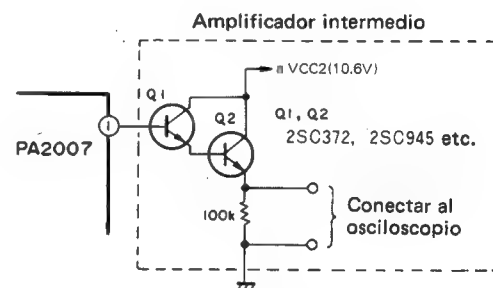 Amplificador intermedio
a VCC2(10.6V)
Q1
Q2
Q1, Q2
2SC372, 2SC945 etc.
1
PA2007
100k
Conectar al
osciloscopio